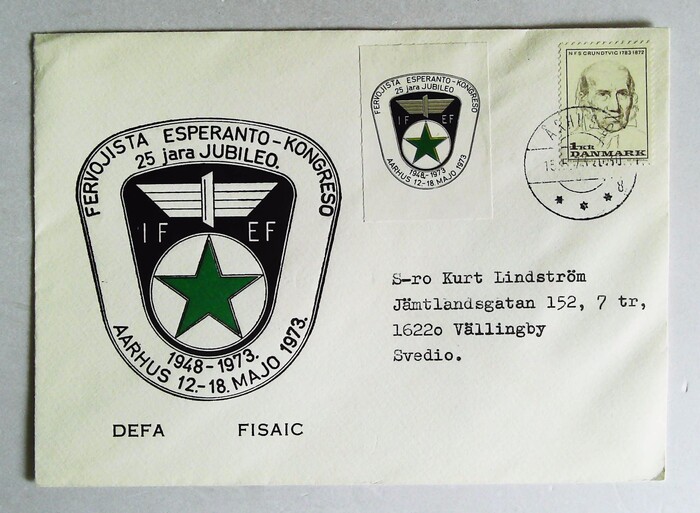 FERVOJISTA ESPERANTO-KONGRESO
25 jara JUBILEO.
IF EF
1948-1973.
AARHUS 12.-18. MAJO 1973.
DEFA FISAIC
FERVOJISTA ESPERANTO-KONGRESO
25 jara JUBILEO
IF EF
1948-1973
AARHUS 12-18 MAJO 1973
NFS GRUNDTVIG 1783-1872
1 KR
DANMARK
S-ro Kurt Lindström
Jämtlandsgatan 152, 7 tr,
1622o Vällingby
Svedio.